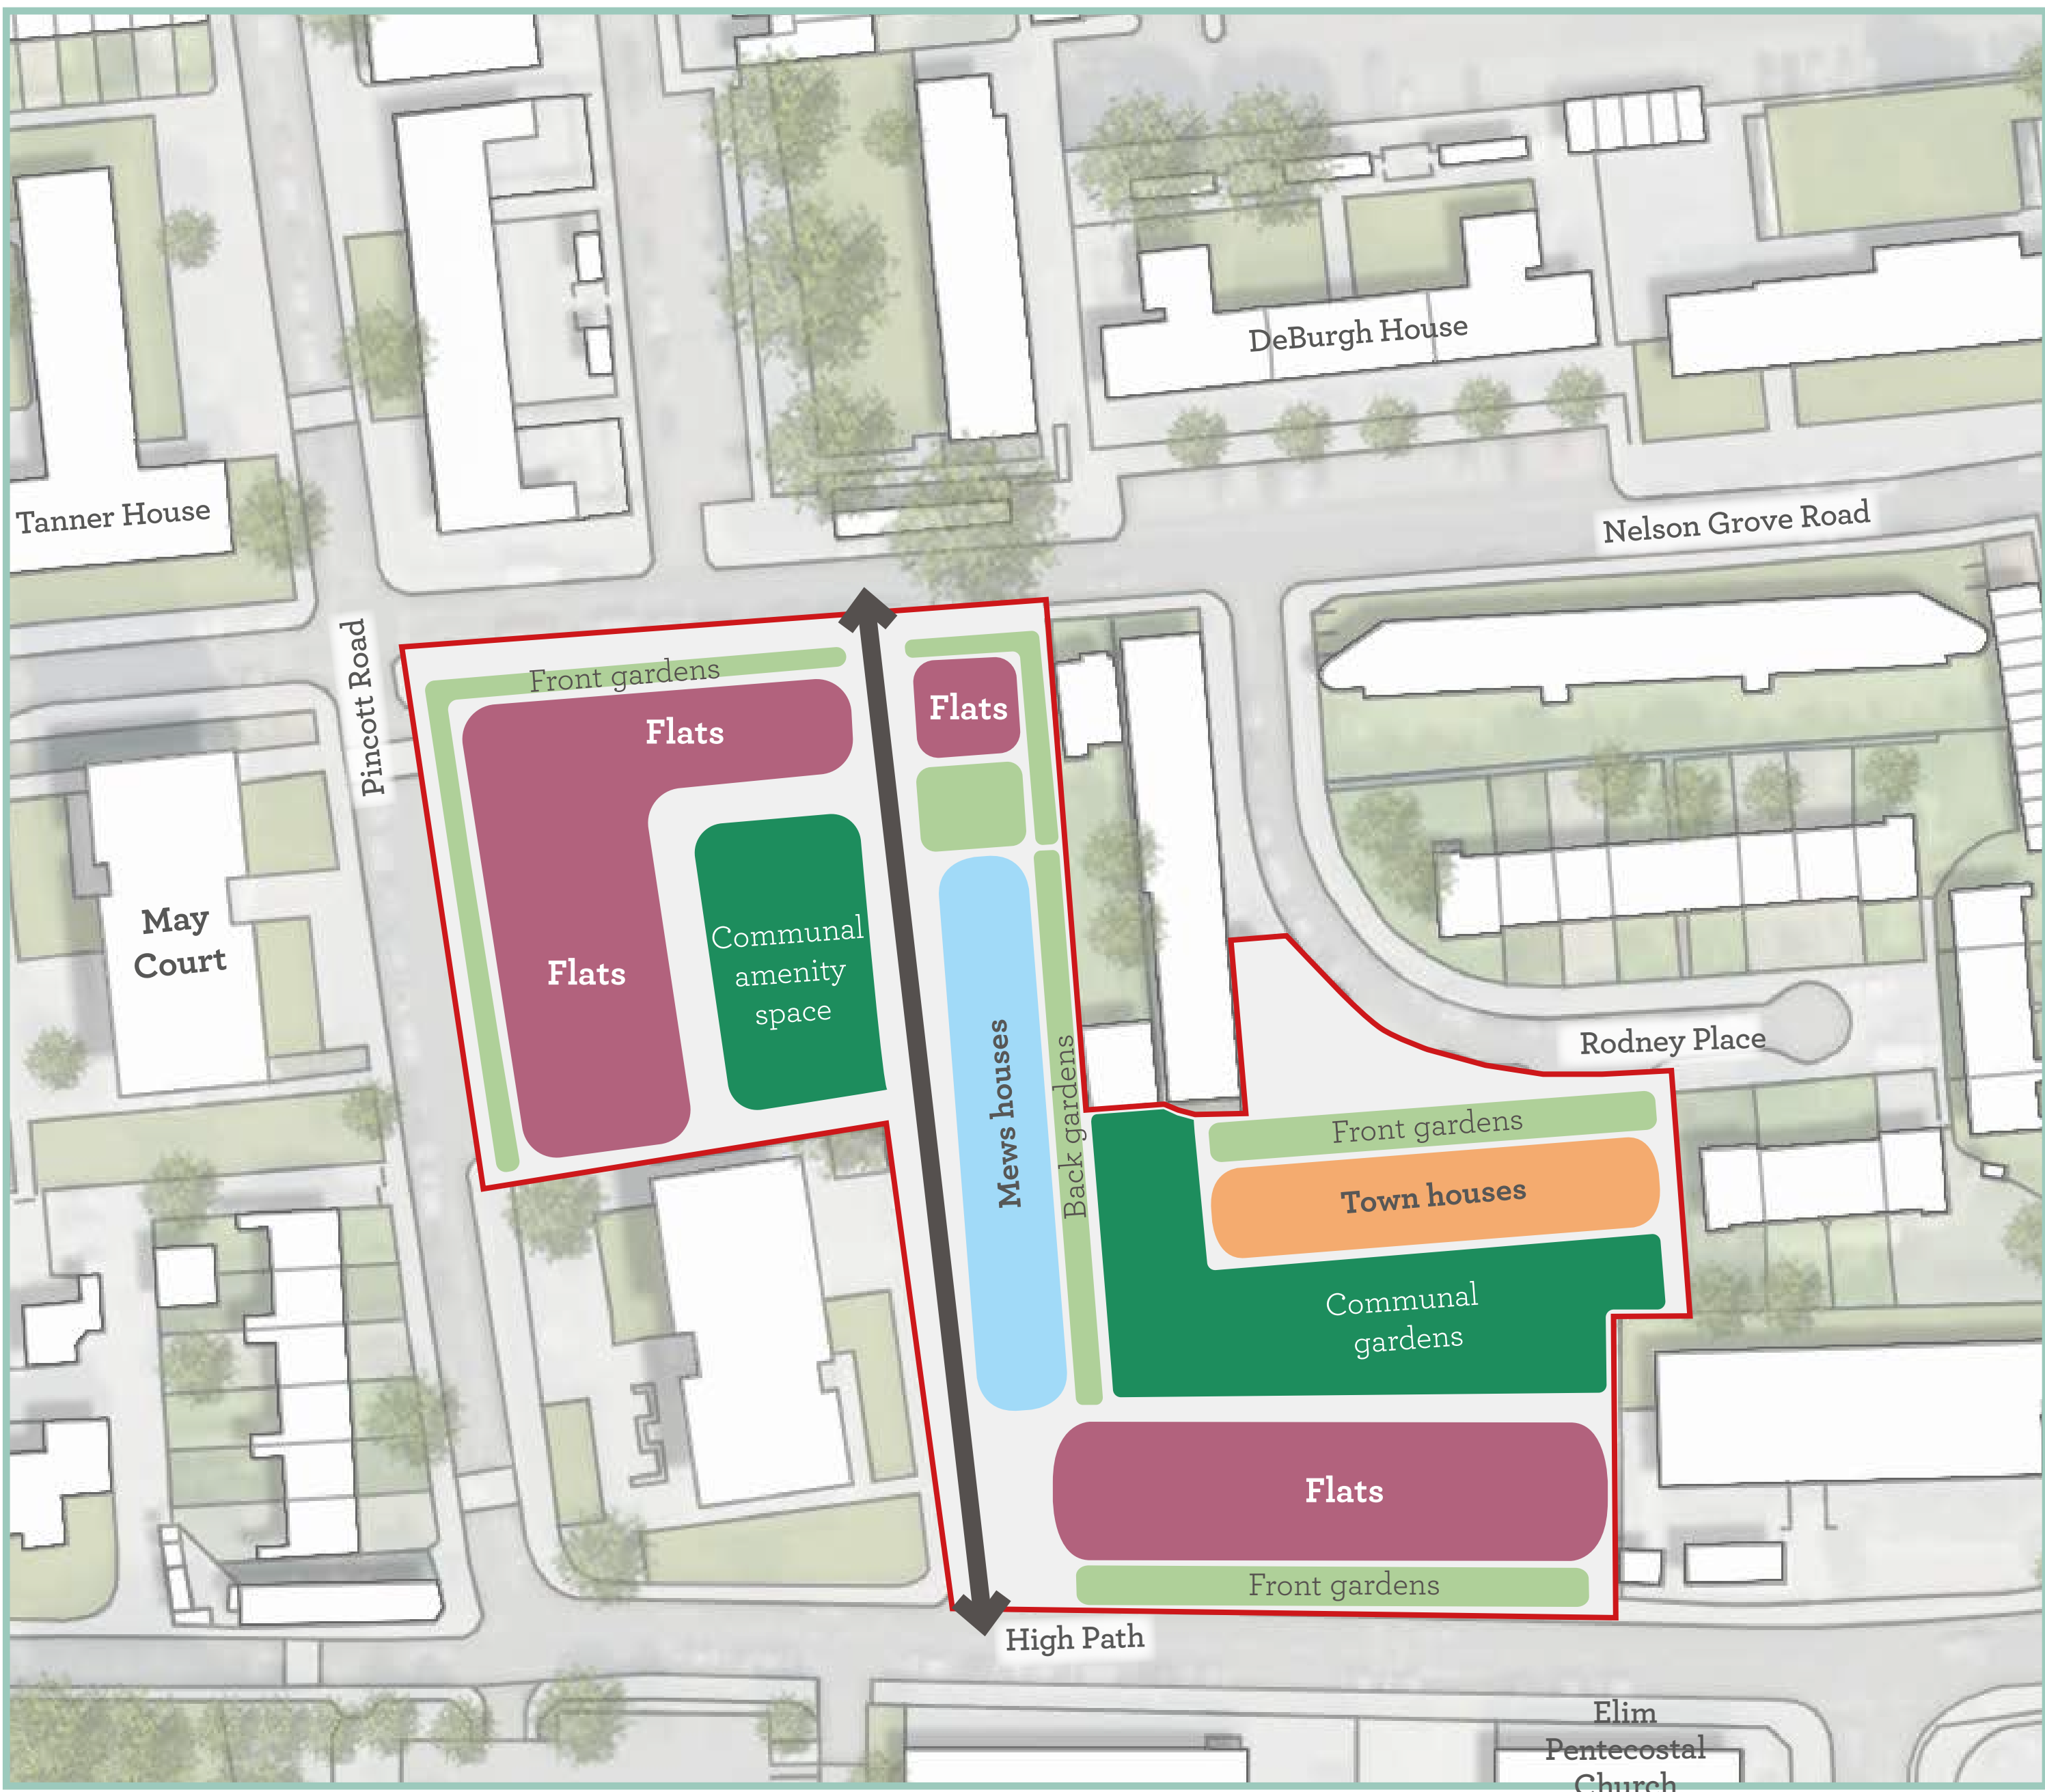 DeBurgh House
Tanner House
Nelson Grove Road
Pincott Road
Front gardens
Flats
Flats
May
Court
Communal
amenity
space
Flats
Mews houses
Back gardens
Rodney Place
Front gardens
Town houses
Communal
gardens
Flats
Front gardens
High Path
Elim
Pentecostal
Church